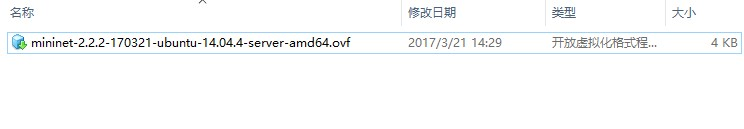 名称 修改日期 类型 大小
mininet-2.2.2-170321-ubuntu-14.04.4-server-amd64.ovf 2017/3/21 14:29 开放虚拟化格式程... 4 KB